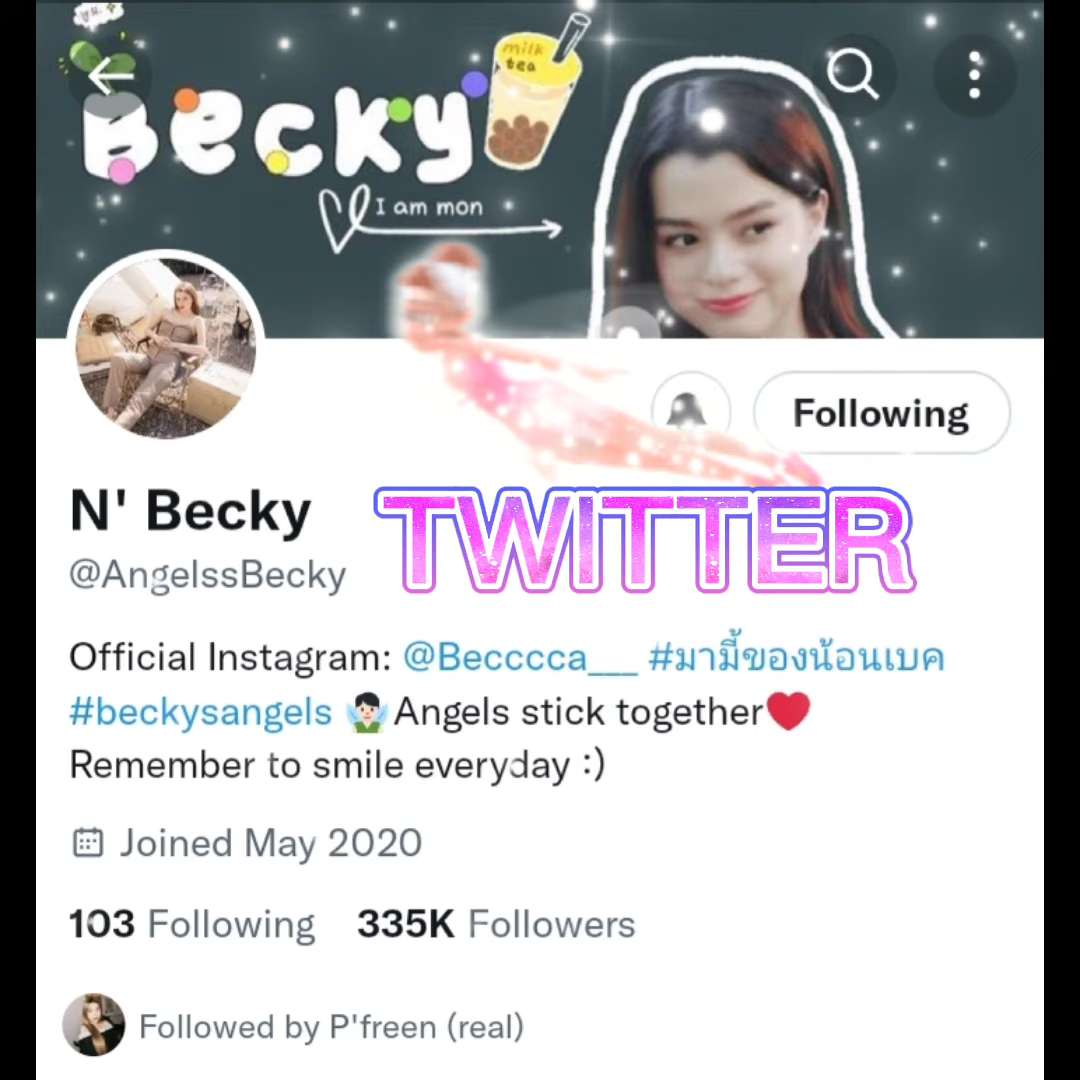 milk
tea
Becky
I am mon
Following
N' Becky
TWITTER
@AngelssBecky
Official Instagram: @Becccca___ #มามี้ของน้อนเบค
#beckysangels 🧚🏻‍♂️Angels stick together❤️
Remember to smile everyday :)
Joined May 2020
103 Following 335K Followers
Followed by P'freen (real)